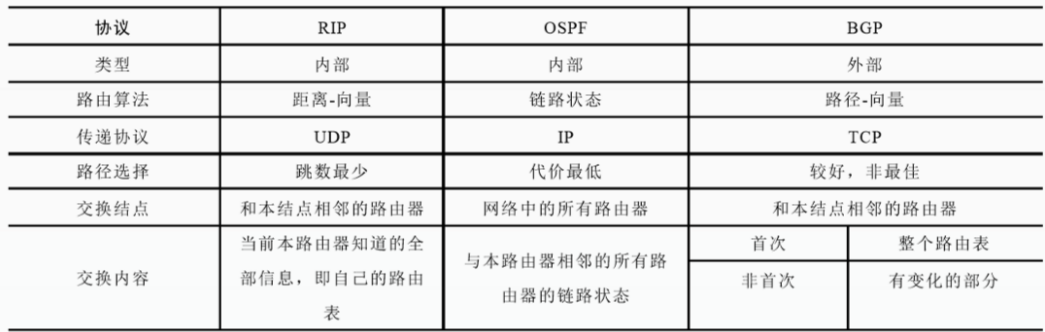 协议 RIP OSPF BGP
类型 内部 内部 外部
路由算法 距离-向量 链路状态 路径-向量
传递协议 UDP IP TCP
路径选择 跳数最少 代价最低 较好，非最佳
交换结点 和本结点相邻的路由器 网络中的所有路由器 和本结点相邻的路由器
交换内容
当前本路由器知道的全
部信息，即自己的路由
表
与本路由器相邻的所有路
由器的链路状态
首次 整个路由表
非首次 有变化的部分